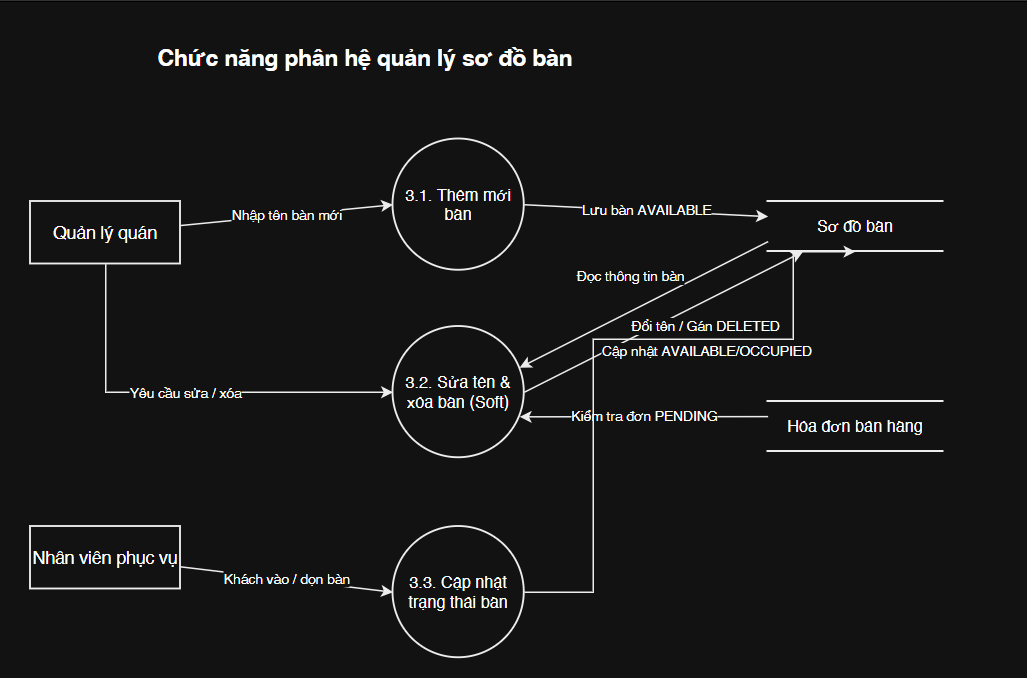 Chức năng phân hệ quản lý sơ đồ bàn
3.1. Thêm mới
bàn
Quản lý quán
Nhập tên bàn mới
Lưu bàn AVAILABLE
Sơ đồ bàn
Đọc thông tin bàn
Đổi tên / Gán DELETED
Cập nhật AVAILABLE/OCCUPIED
3.2. Sửa tên &
xóa bàn (Soft)
Yêu cầu sửa / xóa
Kiểm tra đơn PENDING
Hóa đơn bán hàng
Nhân viên phục vụ
Khách vào / dọn bàn
3.3. Cập nhật
trạng thái bàn